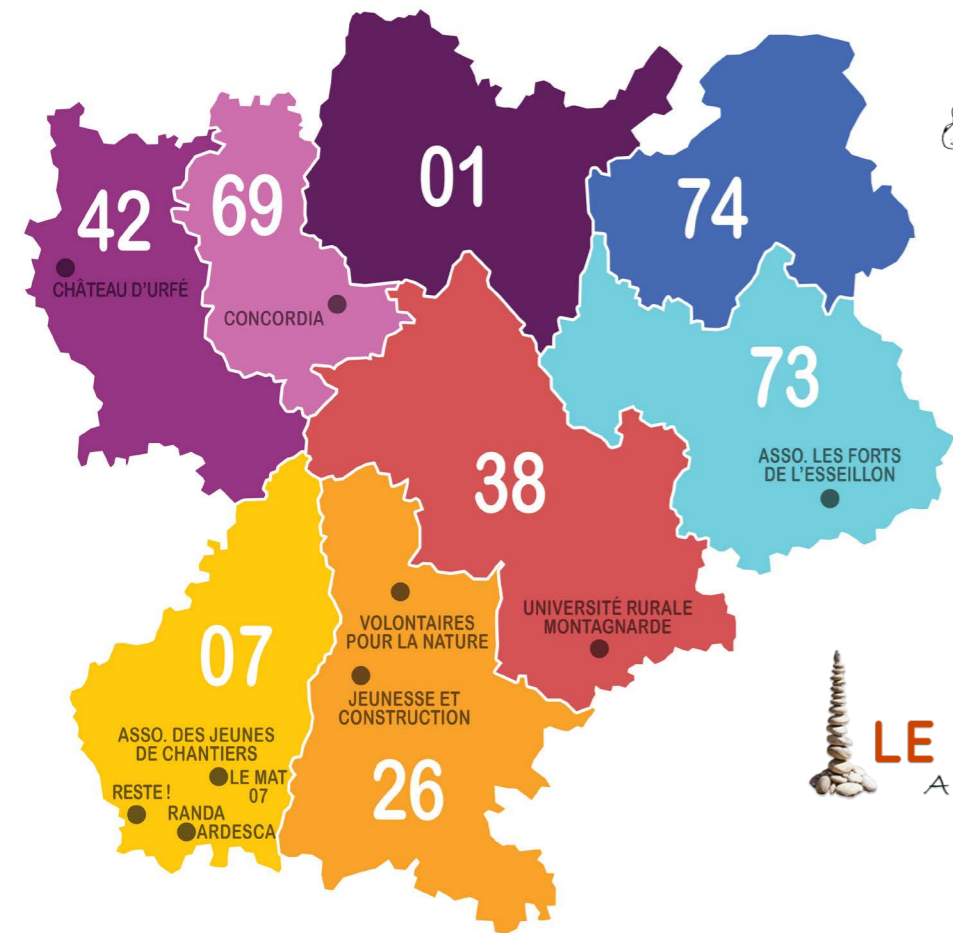 01
69
74
42
CHÂTEAU D'URFÉ
CONCORDIA
73
ASSO. LES FORTS
DE L'ESSEILLON
38
UNIVERSITÉ RURALE
MONTAGNARDE
VOLONTAIRES
POUR LA NATURE
07
JEUNESSE ET
CONSTRUCTION
ASSO. DES JEUNES
DE CHANTIERS
LE MAT
07
RESTE !
RANDA
ARDESCA
26
LE
A